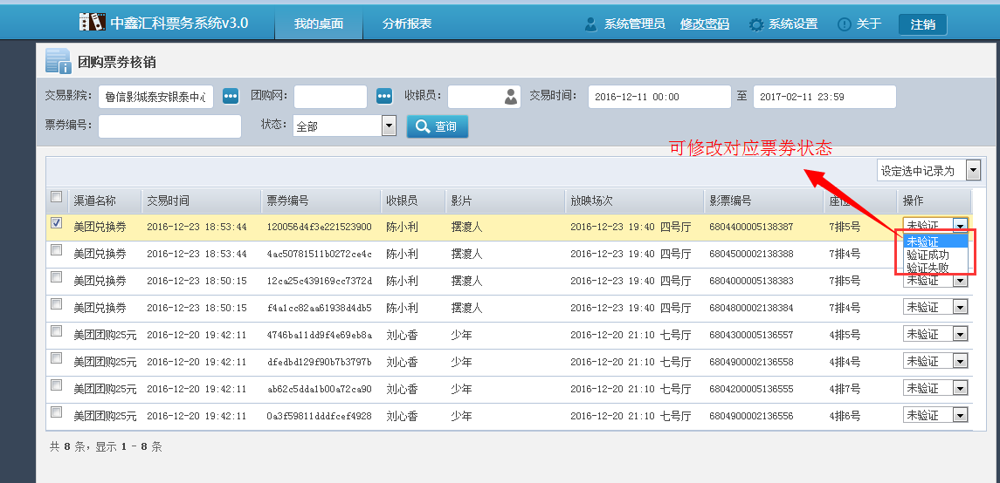 中鑫汇科票务系统v3.0 我的桌面 分析报表 系统管理员 修改密码 系统设置 关于 注销
团购票券核销
交易影院: 鲁信影城泰安银泰中心 团购网: 收银员: 交易时间: 2016-12-11 00:00 至 2017-02-11 23:59
票券编号: 状态: 全部 查询
可修改对应票券状态
设定选中记录为
渠道名称 交易时间 票券编号 收银员 影片 放映场次 影票编号 座位 操作
美团兑换券 2016-12-23 18:53:44 120056d4f3e221523900 陈小利 摆渡人 2016-12-23 19:40 四号厅 6804400005138387 7排5号 未验证
未验证
验证成功
验证失败
美团兑换券 2016-12-23 18:53:44 4ac50781511b0272ce4c 陈小利 摆渡人 2016-12-23 19:40 四号厅 6804500002138388 7排4号
美团兑换券 2016-12-23 18:50:15 12ca25c439169cc7372d 陈小利 摆渡人 2016-12-23 19:40 四号厅 6804000005138383 7排5号 未验证
美团兑换券 2016-12-23 18:50:15 f4a1cc82aa61938d4db5 陈小利 摆渡人 2016-12-23 19:40 四号厅 6804800002138384 7排4号 未验证
美团团购25元 2016-12-20 19:42:11 4746ba11dd9f4e69eb8a 刘心香 少年 2016-12-20 21:10 七号厅 6804300005136557 4排5号 未验证
美团团购25元 2016-12-20 19:42:11 dfedbd129f90b7b3797b 刘心香 少年 2016-12-20 21:10 七号厅 6804900002136558 4排4号 未验证
美团团购25元 2016-12-20 19:42:11 ab62c5dda1b00a72ca90 刘心香 少年 2016-12-20 21:10 七号厅 6804200005136555 4排7号 未验证
美团团购25元 2016-12-20 19:42:11 0a3f59811dddfcef4928 刘心香 少年 2016-12-20 21:10 七号厅 6804900002136556 4排6号 未验证
共 8 条，显示 1 - 8 条